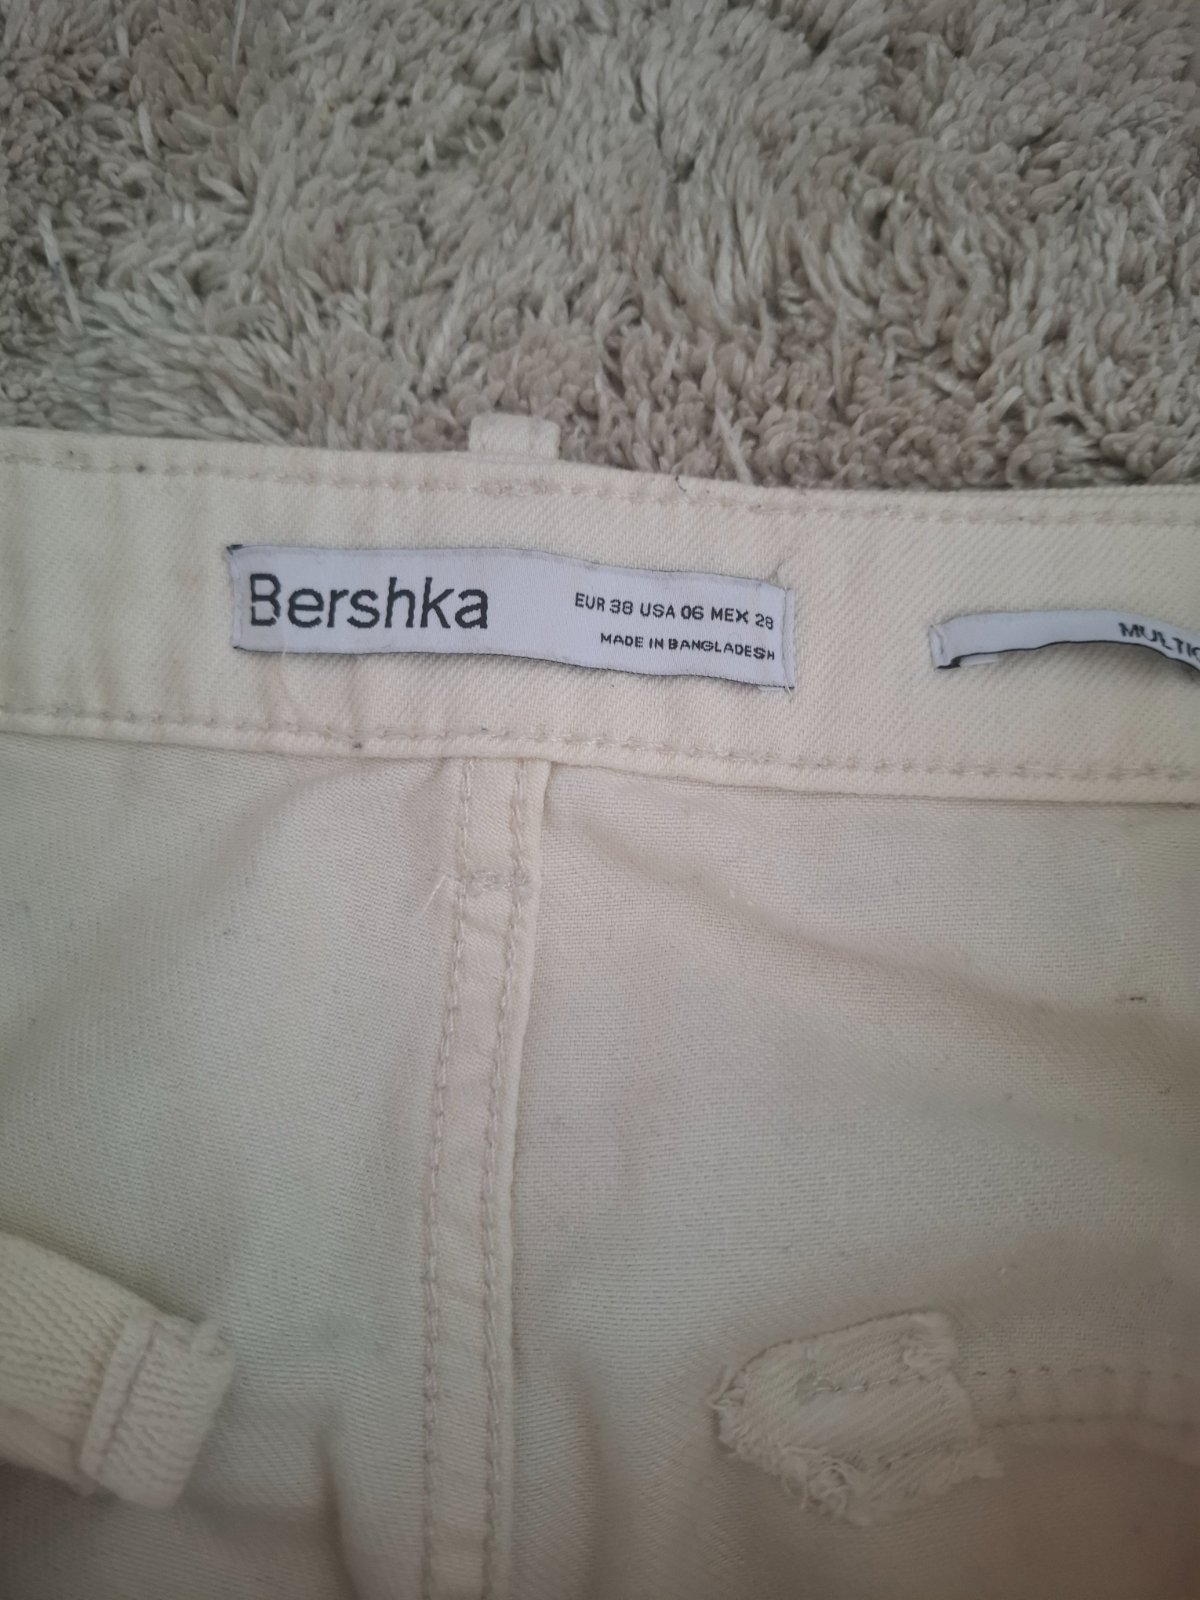 Bershka
EUR 38 USA 06 MEX 28
MADE IN BANGLADESH